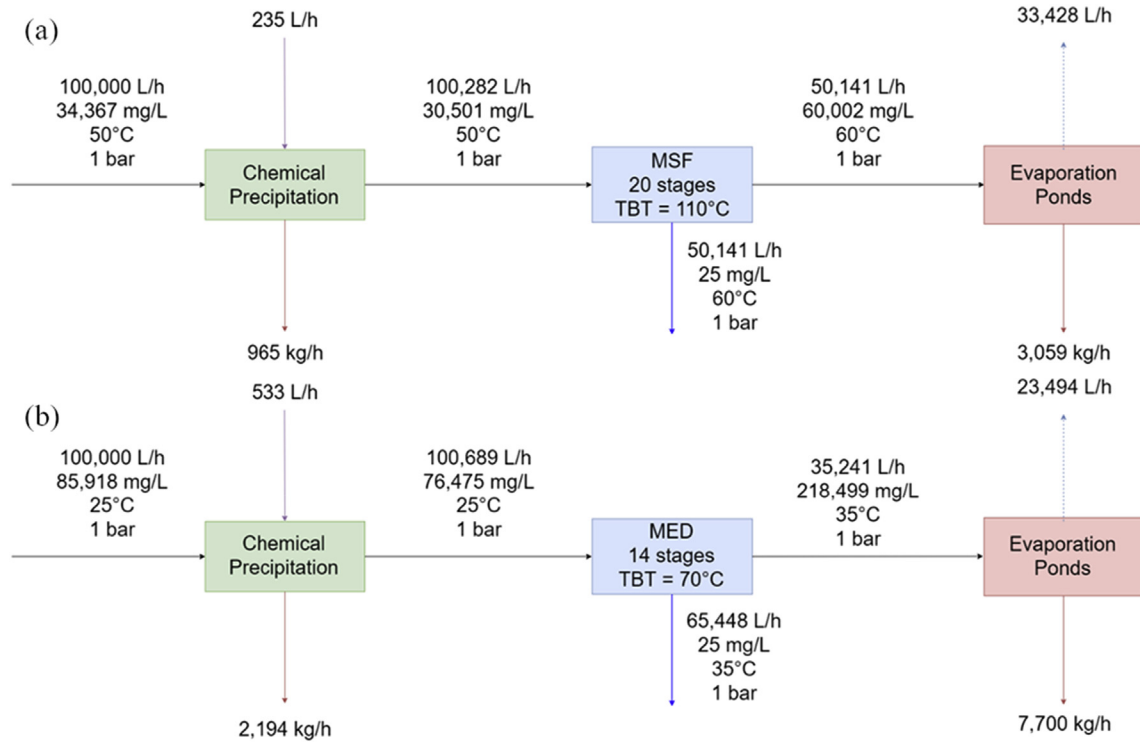 (a)
235 L/h
33,428 L/h
100,000 L/h
34,367 mg/L
50°C
1 bar
100,282 L/h
30,501 mg/L
50°C
1 bar
50,141 L/h
60,002 mg/L
60°C
1 bar
Chemical
Precipitation
MSF
20 stages
TBT = 110°C
Evaporation
Ponds
50,141 L/h
25 mg/L
60°C
1 bar
965 kg/h
3,059 kg/h
(b)
533 L/h
23,494 L/h
100,000 L/h
85,918 mg/L
25°C
1 bar
100,689 L/h
76,475 mg/L
25°C
1 bar
35,241 L/h
218,499 mg/L
35°C
1 bar
Chemical
Precipitation
MED
14 stages
TBT = 70°C
Evaporation
Ponds
65,448 L/h
25 mg/L
35°C
1 bar
2,194 kg/h
7,700 kg/h